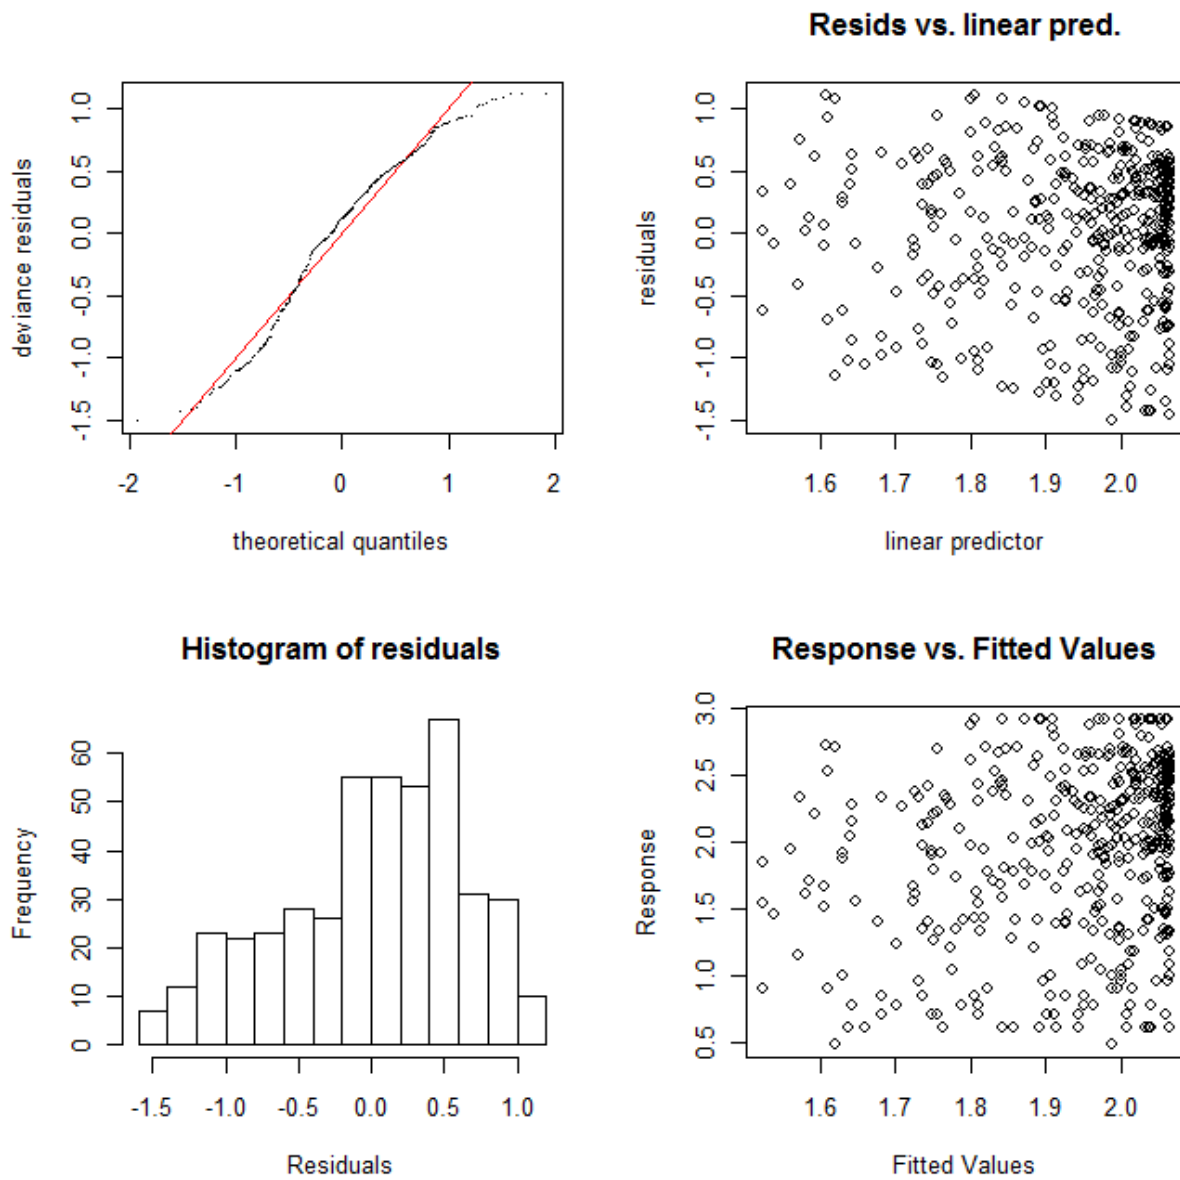 deviance residuals
1.0
0.5
0.0
-0.5
-1.0
-1.5
-2 -1 0 1 2
theoretical quantiles
Resids vs. linear pred.
residuals
1.0
0.5
0.0
-0.5
-1.0
-1.5
1.6 1.7 1.8 1.9 2.0
linear predictor
Histogram of residuals
Frequency
60
50
40
30
20
10
0
-1.5 -1.0 -0.5 0.0 0.5 1.0
Residuals
Response vs. Fitted Values
Response
3.0
2.5
2.0
1.5
1.0
0.5
1.6 1.7 1.8 1.9 2.0
Fitted Values